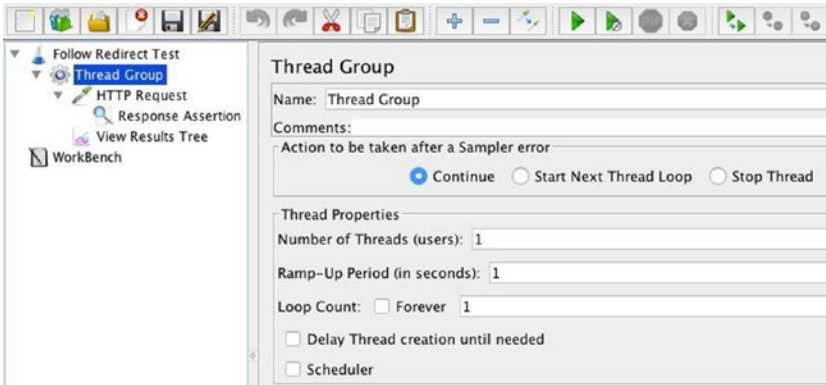 Follow Redirect Test
Thread Group
HTTP Request
Response Assertion
View Results Tree
WorkBench
Thread Group
Name: Thread Group
Comments:
Action to be taken after a Sampler error
Continue Start Next Thread Loop Stop Thread
Thread Properties
Number of Threads (users): 1
Ramp-Up Period (in seconds): 1
Loop Count: Forever 1
Delay Thread creation until needed
Scheduler